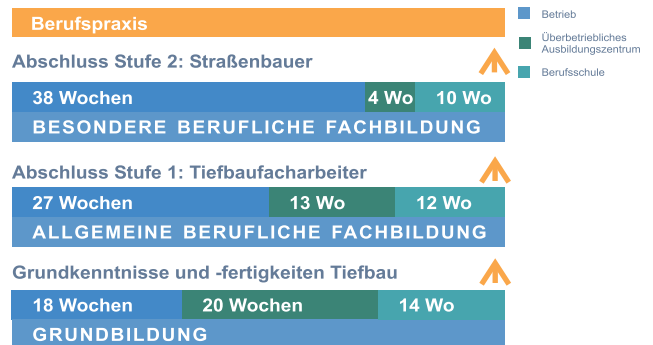 Berufspraxis
Betrieb
Überbetriebliches
Ausbildungszentrum
Berufsschule
Abschluss Stufe 2: Straßenbauer
38 Wochen 4 Wo 10 Wo
BESONDERE BERUFLICHE FACHBILDUNG
Abschluss Stufe 1: Tiefbaufacharbeiter
27 Wochen 13 Wo 12 Wo
ALLGEMEINE BERUFLICHE FACHBILDUNG
Grundkenntnisse und -fertigkeiten Tiefbau
18 Wochen 20 Wochen 14 Wo
GRUNDBILDUNG